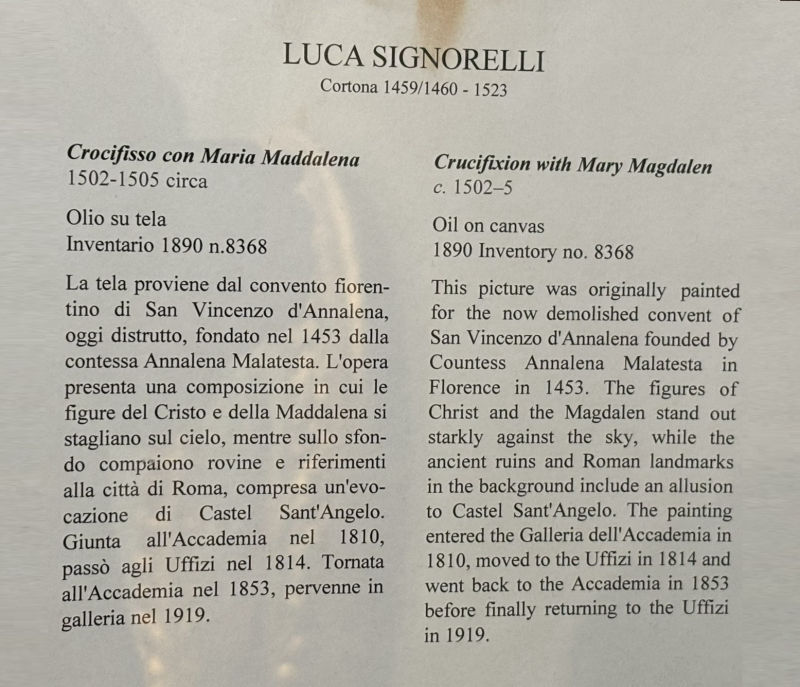 LUCA SIGNORELLI
Cortona 1459/1460 - 1523
Crocifisso con Maria Maddalena
1502-1505 circa
Olio su tela
Inventario 1890 n.8368
La tela proviene dal convento fioren-
tino di San Vincenzo d'Annalena,
oggi distrutto, fondato nel 1453 dalla
contessa Annalena Malatesta. L'opera
presenta una composizione in cui le
figure del Cristo e della Maddalena si
stagliano sul cielo, mentre sullo sfon-
do compaiono rovine e riferimenti
alla città di Roma, compresa un'evo-
cazione di Castel Sant'Angelo.
Giunta all'Accademia nel 1810,
passò agli Uffizi nel 1814. Tornata
all'Accademia nel 1853, pervenne in
galleria nel 1919.
Crucifixion with Mary Magdalen
c. 1502–5
Oil on canvas
1890 Inventory no. 8368
This picture was originally painted
for the now demolished convent of
San Vincenzo d'Annalena founded by
Countess Annalena Malatesta in
Florence in 1453. The figures of
Christ and the Magdalen stand out
starkly against the sky, while the
ancient ruins and Roman landmarks
in the background include an allusion
to Castel Sant'Angelo. The painting
entered the Galleria dell'Accademia in
1810, moved to the Uffizi in 1814 and
went back to the Accademia in 1853
before finally returning to the Uffizi
in 1919.